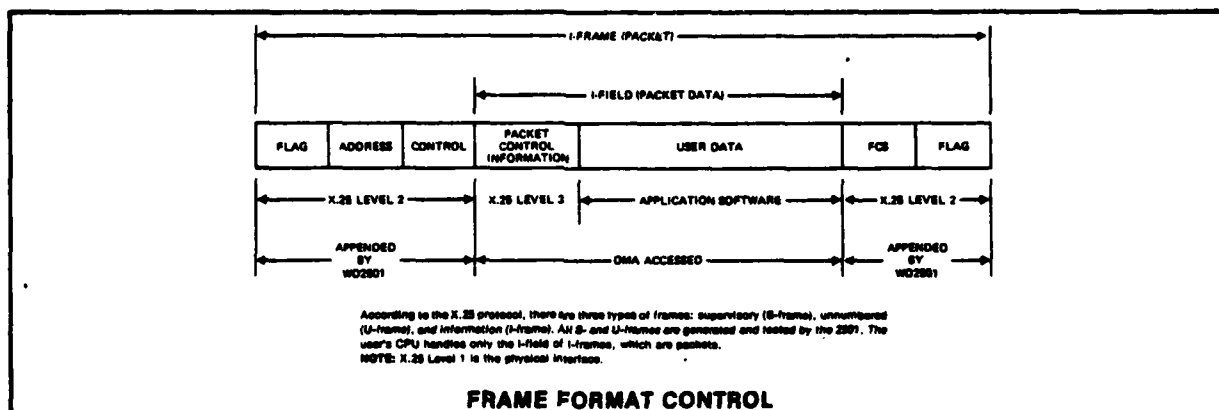 I-FRAME (PACKET)
I-FIELD (PACKET DATA)
FLAG ADDRESS CONTROL PACKET CONTROL INFORMATION USER DATA FCS FLAG
X.25 LEVEL 2 X.25 LEVEL 3 APPLICATION SOFTWARE X.25 LEVEL 2
APPENDED BY WD2501 DMA ACCESSED APPENDED BY WD2501
According to the X.25 protocol, there are three types of frames: supervisory (S-frame), unnumbered
(U-frame), and information (I-frame). All S- and U-frames are generated and tested by the 2501. The
user's CPU handles only the I-field of I-frames, which are packets.
NOTE: X.25 Level 1 is the physical interface.
FRAME FORMAT CONTROL